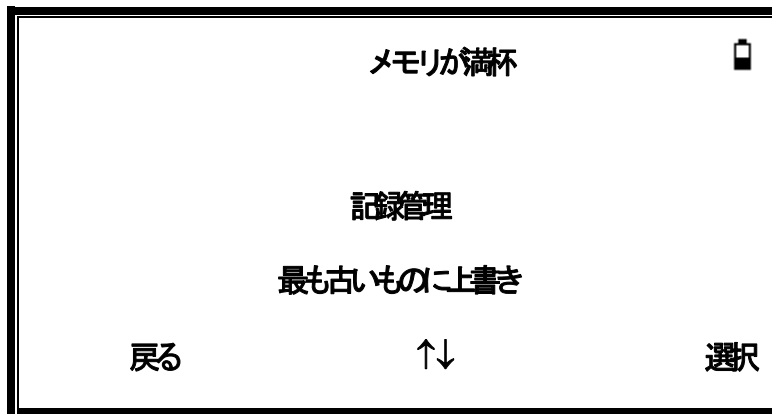 メモリが満杯
記録管理
最も古いものに上書き
戻る ↑↓ 選択